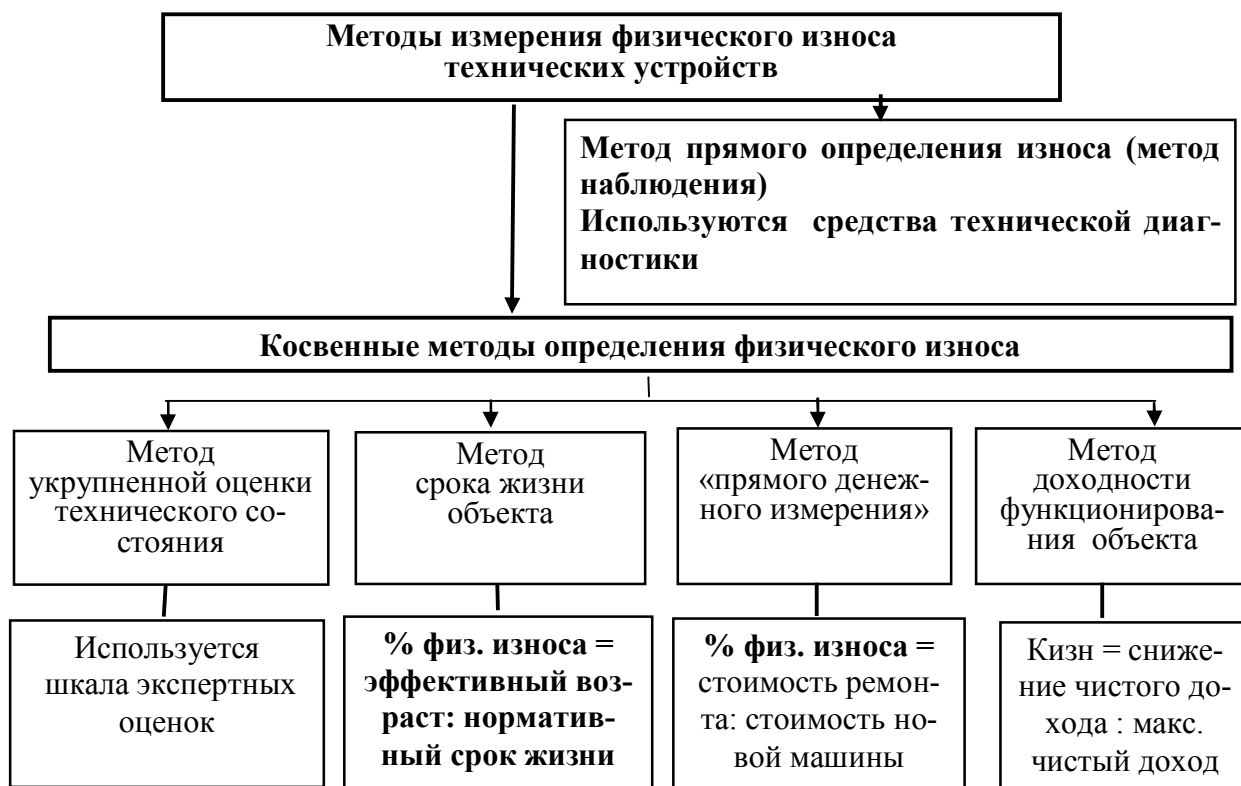 Методы измерения физического износа
технических устройств
Метод прямого определения износа (метод
наблюдения)
Используются средства технической диаг-
ностики
Косвенные методы определения физического износа
Метод
укрупненной оценки
технического со-
стояния
Метод
срока жизни
объекта
Метод
«прямого денеж-
ного измерения»
Метод
доходности
функционирова-
ния объекта
Используется
шкала экспертных
оценок
% физ. износа =
эффективный воз-
раст: норматив-
ный срок жизни
% физ. износа =
стоимость ремон-
та: стоимость но-
вой машины
Кизн = сниже-
ние чистого до-
хода : макс.
чистый доход